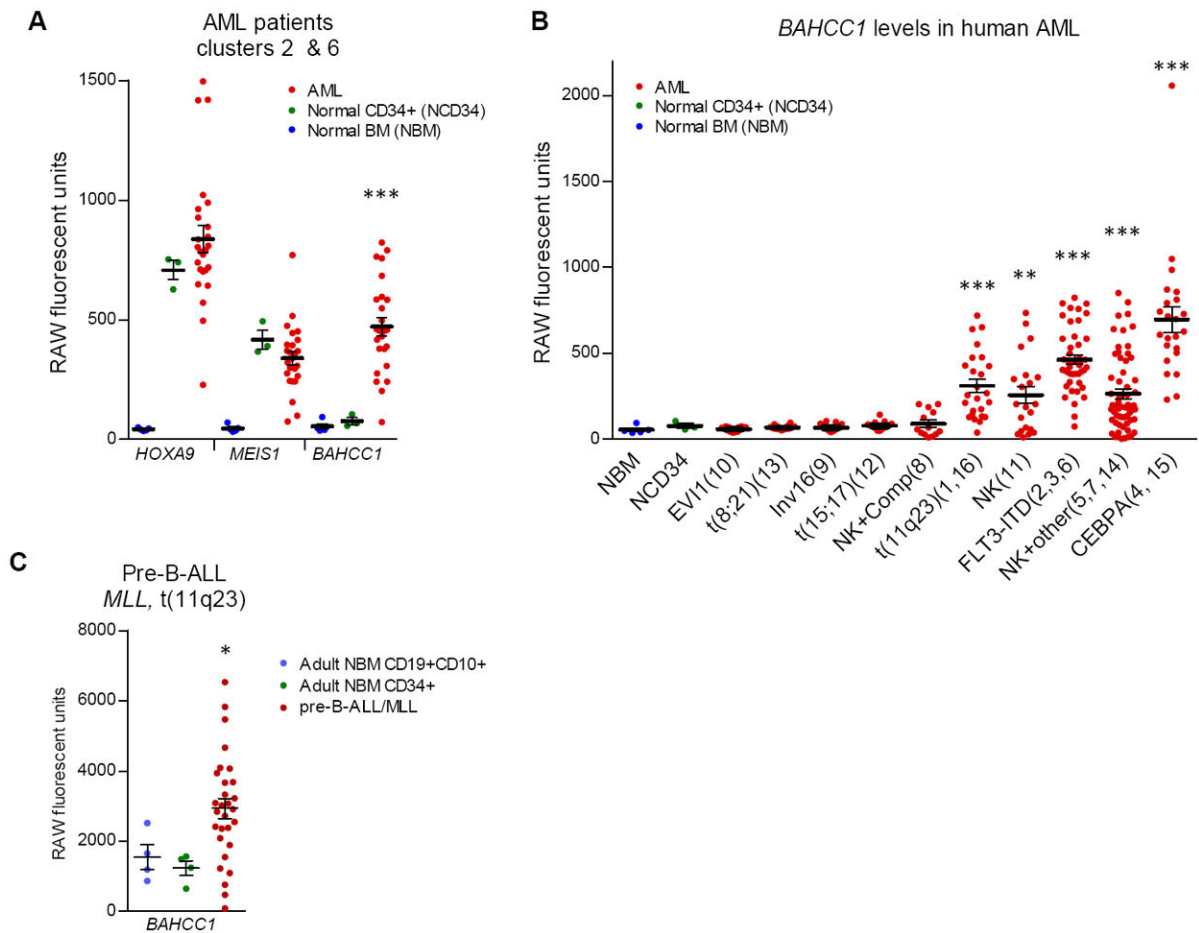 A
AML patients
clusters 2 & 6
RAW fluorescent units
1500
1000
500
0
AML
Normal CD34+ (NCD34)
Normal BM (NBM)
***
HOXA9
MEIS1
BAHCC1
B
BAHCC1 levels in human AML
RAW fluorescent units
2000
1500
1000
500
0
AML
Normal CD34+ (NCD34)
Normal BM (NBM)
***
**
***
***
***
NBM
NCD34
EVI1(10)
t(8;21)(13)
Inv16(9)
t(15;17)(12)
NK+Comp(8)
t(11q23)(1,16)
NK(11)
FLT3-ITD(2,3,6)
NK+other(5,7,14)
CEBPA(4, 15)
C
Pre-B-ALL
MLL, t(11q23)
RAW fluorescent units
8000
6000
4000
2000
0
*
Adult NBM CD19+CD10+
Adult NBM CD34+
pre-B-ALL/MLL
BAHCC1